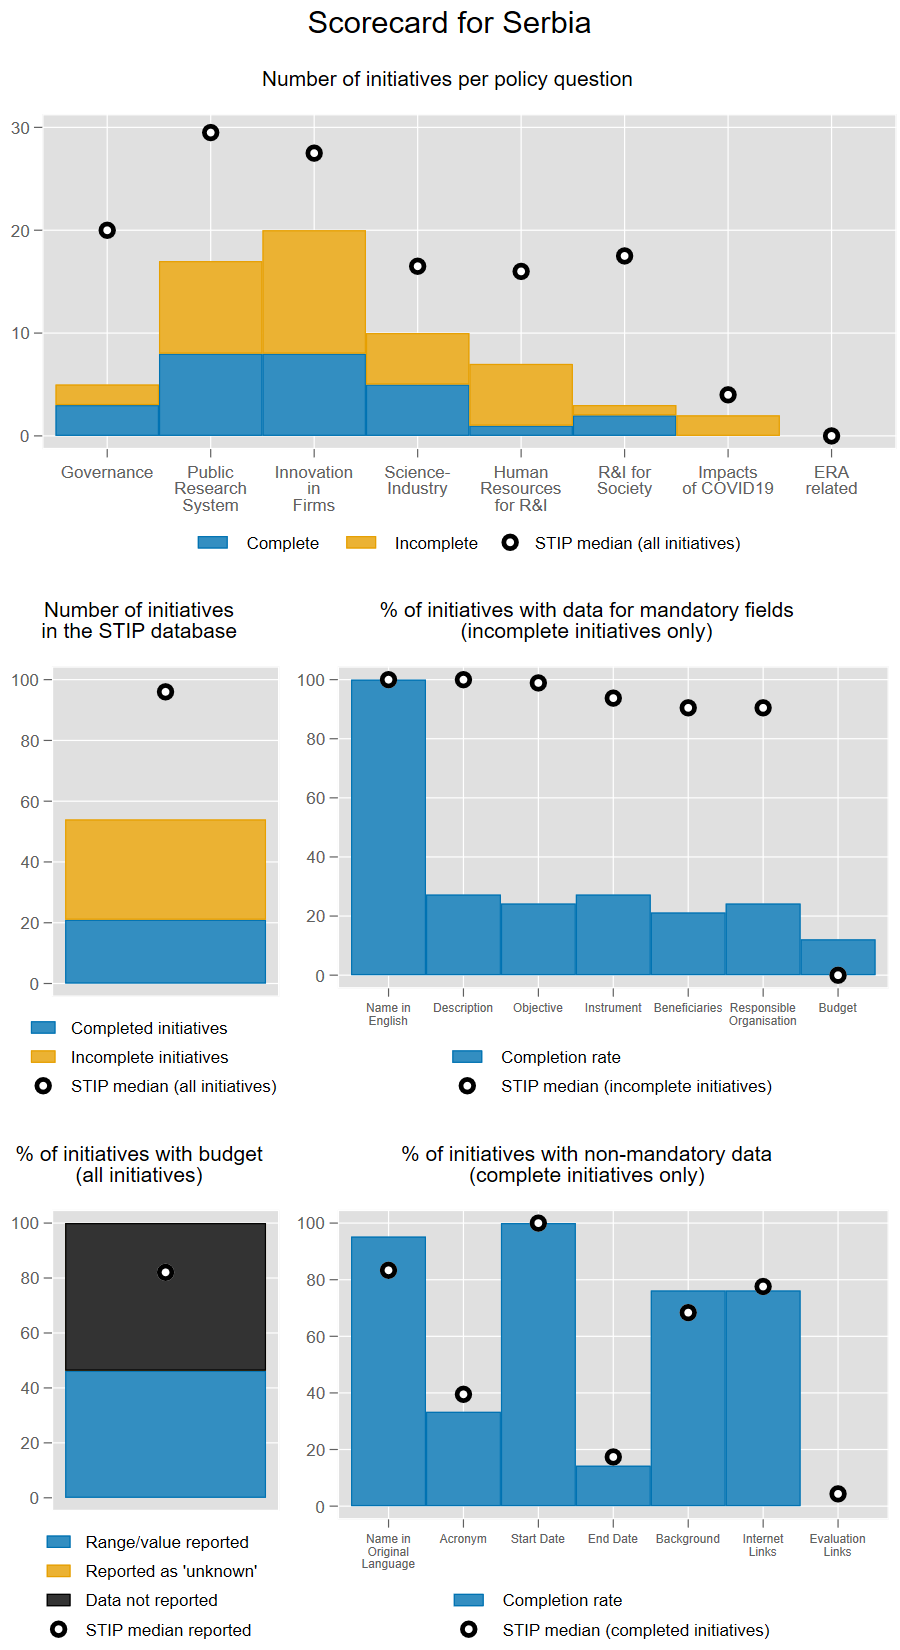 Scorecard for Serbia
Number of initiatives per policy question
30
20
10
0
Governance
Public
Research
System
Innovation
in
Firms
Science-
Industry
Human
Resources
for R&I
R&I for
Society
Impacts
of COVID19
ERA
related
Complete
Incomplete
STIP median (all initiatives)
Number of initiatives
in the STIP database
100
80
60
40
20
0
Completed initiatives
Incomplete initiatives
STIP median (all initiatives)
% of initiatives with data for mandatory fields
(incomplete initiatives only)
100
80
60
40
20
0
Name in
English
Description
Objective
Instrument
Beneficiaries
Responsible
Organisation
Budget
Completion rate
STIP median (incomplete initiatives)
% of initiatives with budget
(all initiatives)
100
80
60
40
20
0
Range/value reported
Reported as 'unknown'
Data not reported
STIP median reported
% of initiatives with non-mandatory data
(complete initiatives only)
100
80
60
40
20
0
Name in
Original
Language
Acronym
Start Date
End Date
Background
Internet
Links
Evaluation
Links
Completion rate
STIP median (completed initiatives)